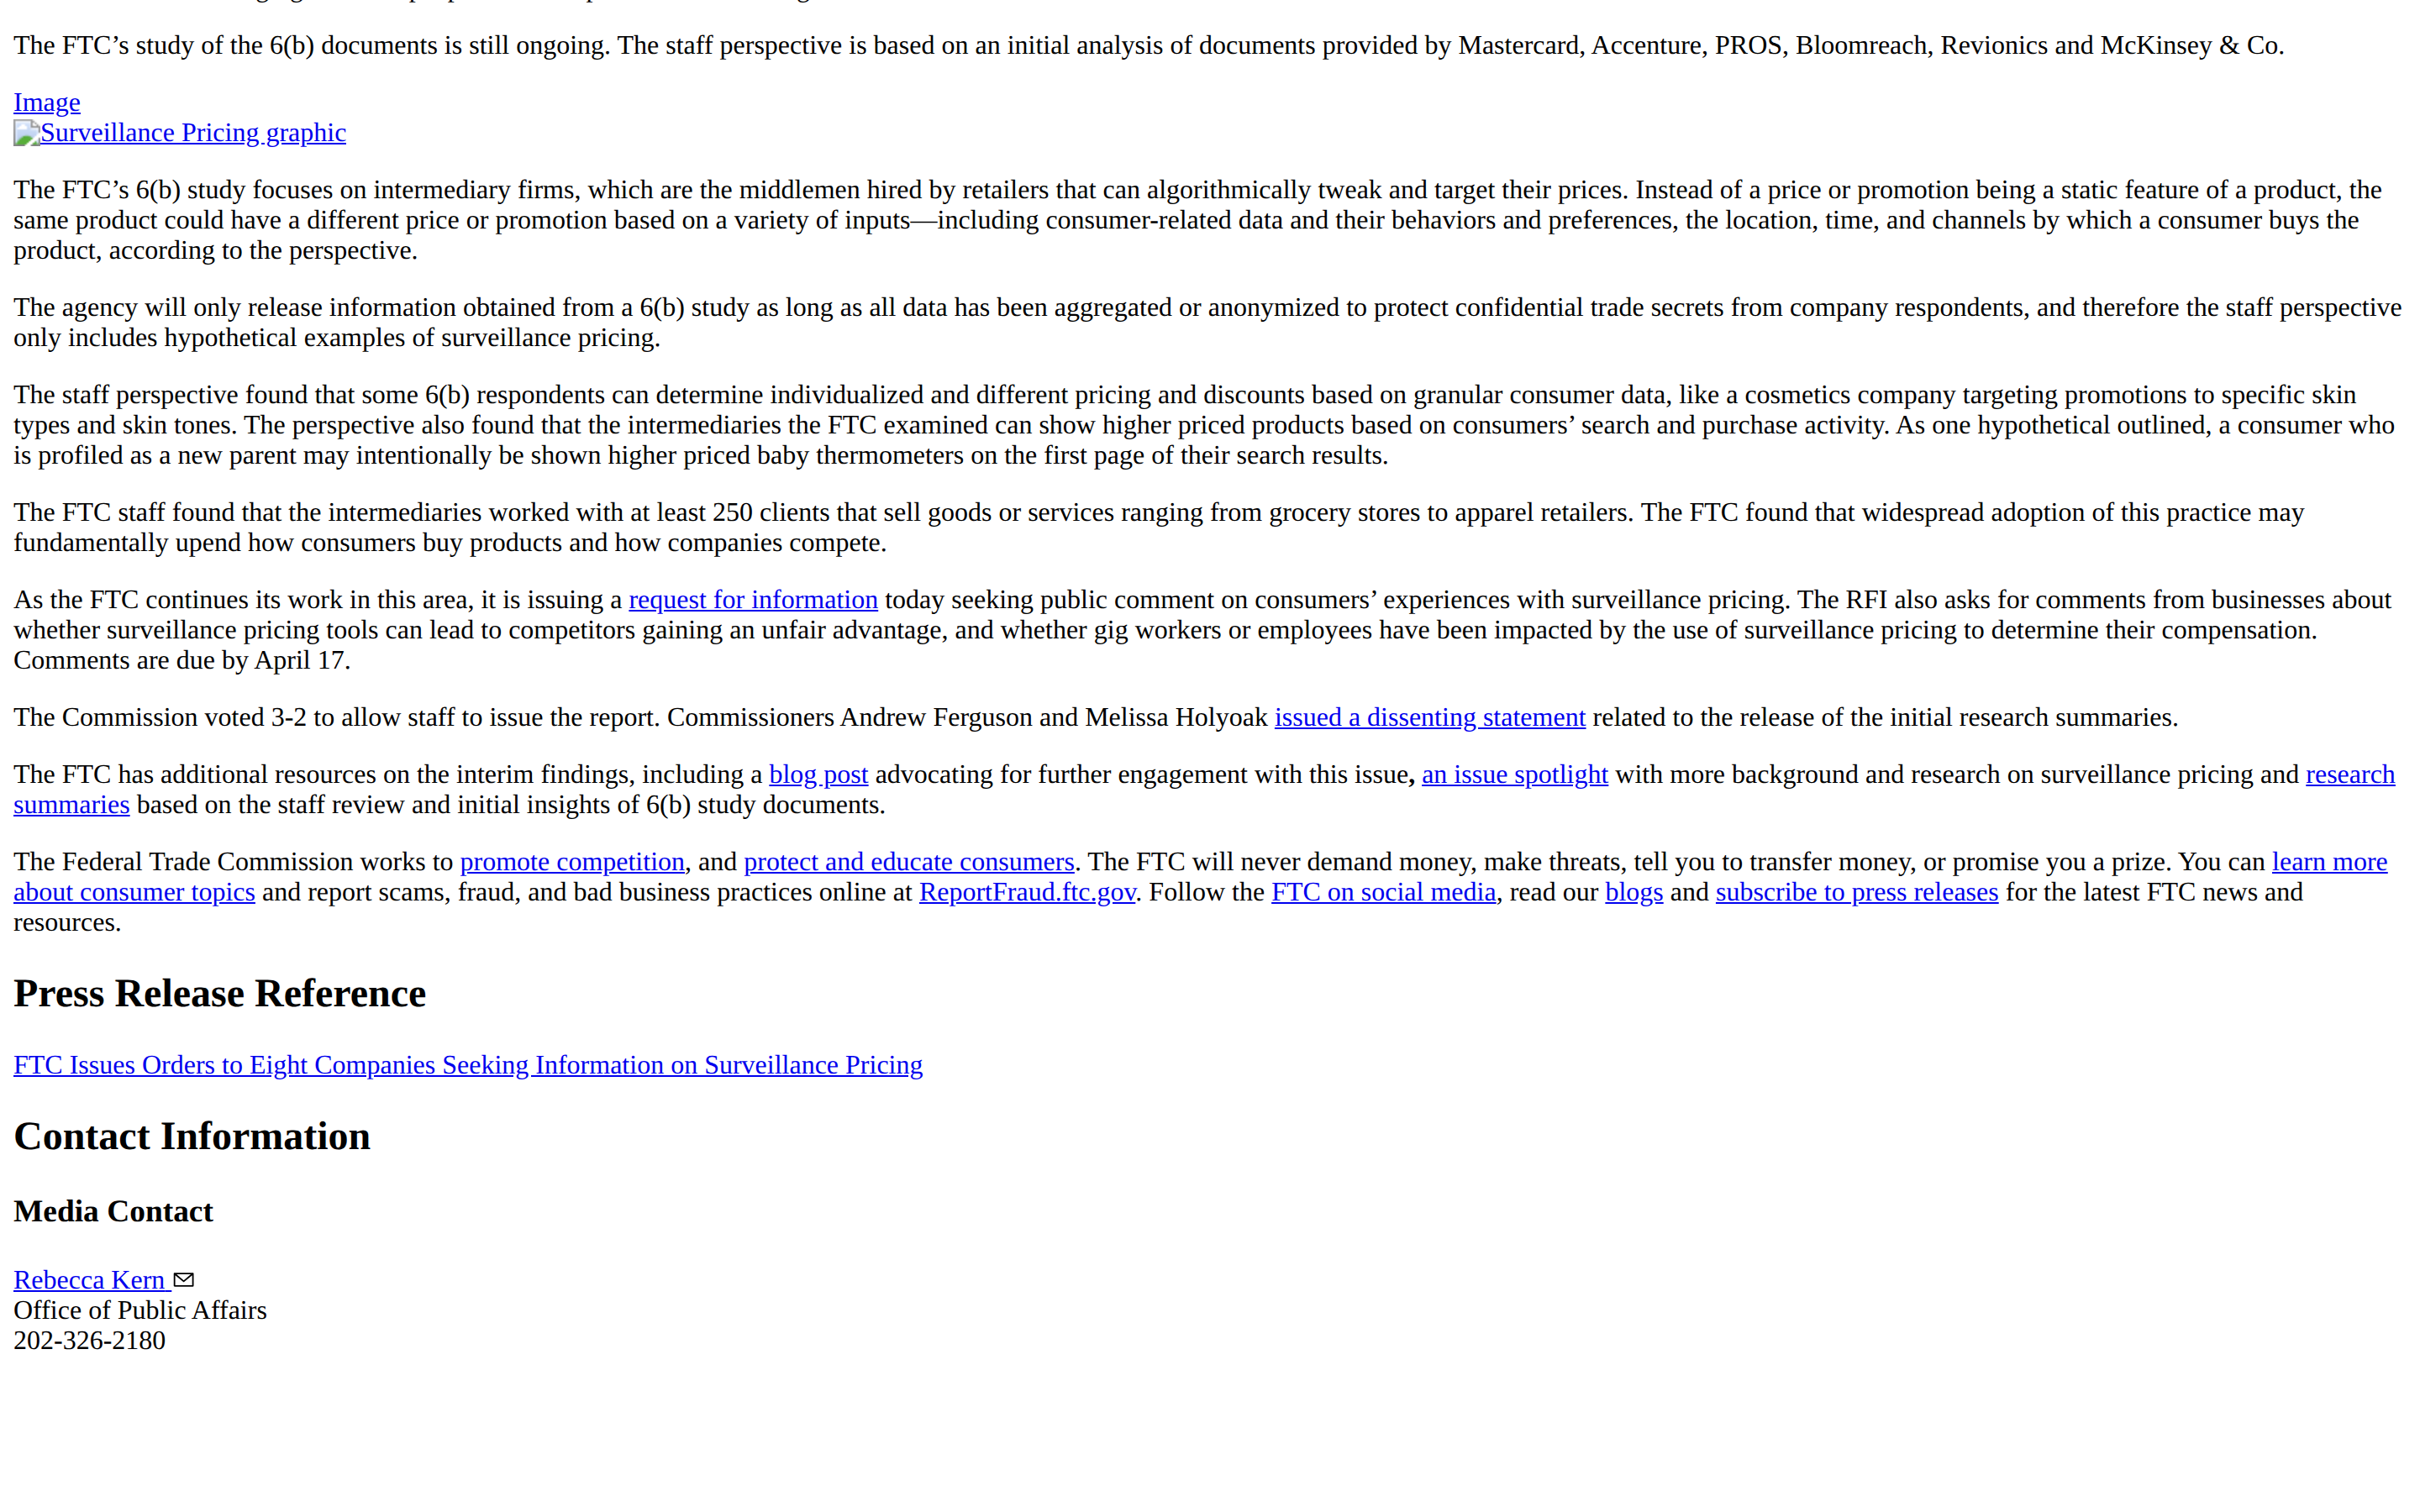 The FTC’s study of the 6(b) documents is still ongoing. The staff perspective is based on an initial analysis of documents provided by Mastercard, Accenture, PROS, Bloomreach, Revionics and McKinsey & Co.
Image
Surveillance Pricing graphic
The FTC’s 6(b) study focuses on intermediary firms, which are the middlemen hired by retailers that can algorithmically tweak and target their prices. Instead of a price or promotion being a static feature of a product, the
same product could have a different price or promotion based on a variety of inputs—including consumer-related data and their behaviors and preferences, the location, time, and channels by which a consumer buys the
product, according to the perspective.
The agency will only release information obtained from a 6(b) study as long as all data has been aggregated or anonymized to protect confidential trade secrets from company respondents, and therefore the staff perspective
only includes hypothetical examples of surveillance pricing.
The staff perspective found that some 6(b) respondents can determine individualized and different pricing and discounts based on granular consumer data, like a cosmetics company targeting promotions to specific skin
types and skin tones. The perspective also found that the intermediaries the FTC examined can show higher priced products based on consumers’ search and purchase activity. As one hypothetical outlined, a consumer who
is profiled as a new parent may intentionally be shown higher priced baby thermometers on the first page of their search results.
The FTC staff found that the intermediaries worked with at least 250 clients that sell goods or services ranging from grocery stores to apparel retailers. The FTC found that widespread adoption of this practice may
fundamentally upend how consumers buy products and how companies compete.
As the FTC continues its work in this area, it is issuing a request for information today seeking public comment on consumers’ experiences with surveillance pricing. The RFI also asks for comments from businesses about
whether surveillance pricing tools can lead to competitors gaining an unfair advantage, and whether gig workers or employees have been impacted by the use of surveillance pricing to determine their compensation.
Comments are due by April 17.
The Commission voted 3-2 to allow staff to issue the report. Commissioners Andrew Ferguson and Melissa Holyoak issued a dissenting statement related to the release of the initial research summaries.
The FTC has additional resources on the interim findings, including a blog post advocating for further engagement with this issue, an issue spotlight with more background and research on surveillance pricing and research
summaries based on the staff review and initial insights of 6(b) study documents.
The Federal Trade Commission works to promote competition, and protect and educate consumers. The FTC will never demand money, make threats, tell you to transfer money, or promise you a prize. You can learn more
about consumer topics and report scams, fraud, and bad business practices online at ReportFraud.ftc.gov. Follow the FTC on social media, read our blogs and subscribe to press releases for the latest FTC news and
resources.
Press Release Reference
FTC Issues Orders to Eight Companies Seeking Information on Surveillance Pricing
Contact Information
Media Contact
Rebecca Kern
Office of Public Affairs
202-326-2180